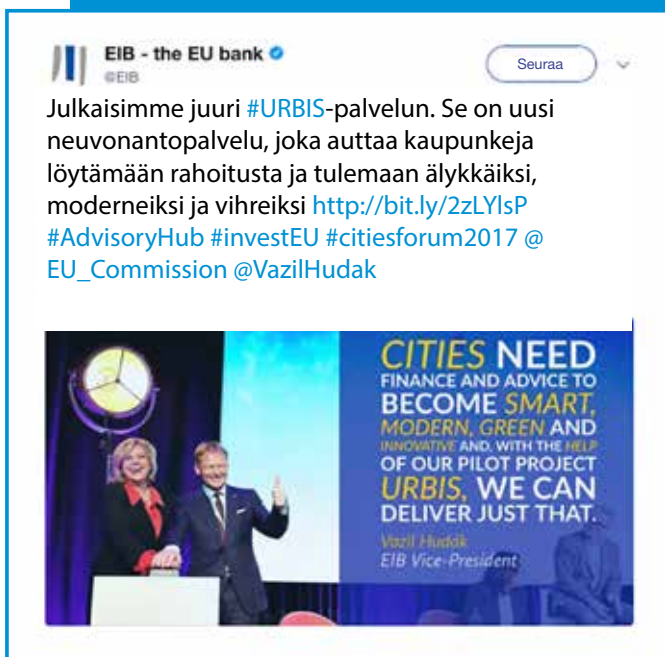 EIB - the EU bank
@EIB
Seuraa
Julkaisimme juuri #URBIS-palvelun. Se on uusi
neuvonantopalvelu, joka auttaa kaupunkeja
löytämään rahoitusta ja tulemaan älykkäiksi,
moderneiksi ja vihreiksi http://bit.ly/2zLYlsP
#AdvisoryHub #investEU #citiesforum2017 @
EU_Commission @VazilHudak
CITIES NEED
FINANCE AND ADVICE TO
BECOME SMART,
MODERN, GREEN AND
INNOVATIVE AND, WITH THE HELP
OF OUR PILOT PROJECT
URBIS, WE CAN
DELIVER JUST THAT.
Vazil Hudák
EIB Vice-President